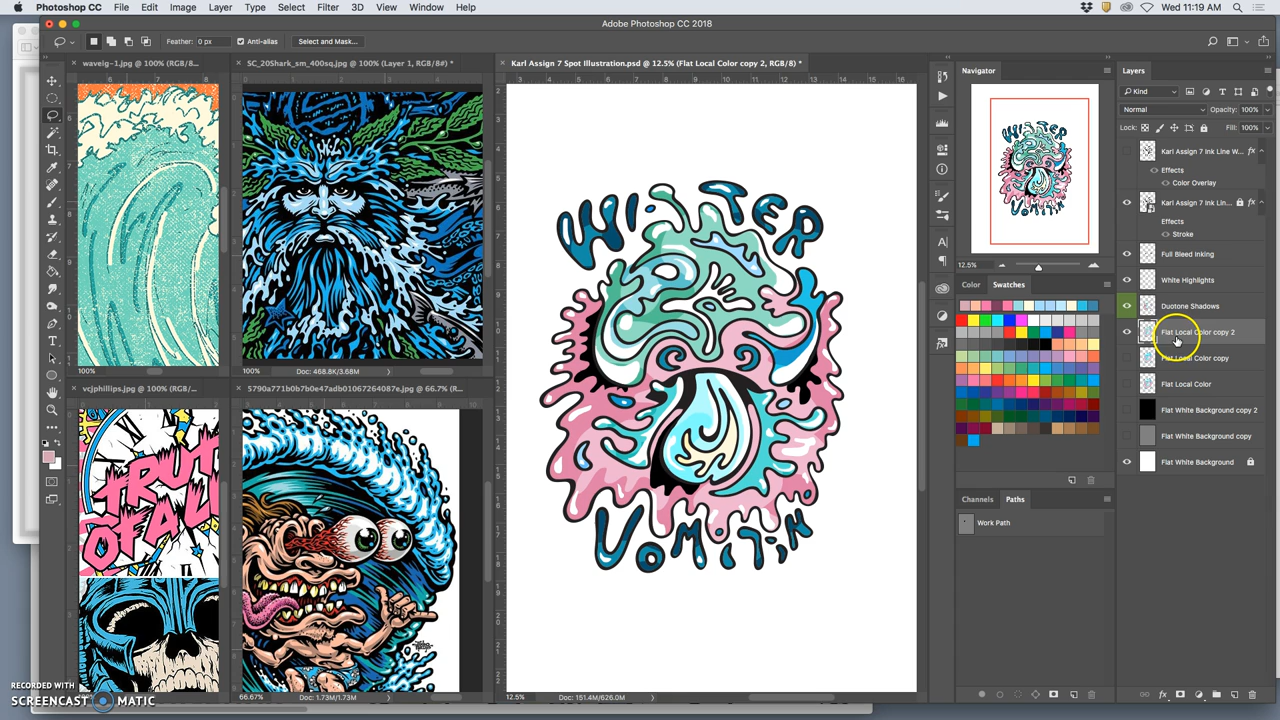 Photoshop File Edit Image Layer Type Select Filter 3D View Window Help
Wed 11:19 AM
Adobe Photoshop CC 2018
Feather: 0 px
Anti-alias
Select and Mask...
waveig-1.jpg @ 100% (RGB/8...
SC_20Shark_sm_400sq.jpg @ 100% (Layer 1, RGB/8#) *
Karl Assign 7 Spot Illustration.psd @ 12.5% (Flat Local Color copy 2, RGB/8) *
WINTER
VOMITIN
100%
100% Doc: 468.8K/3.68M
vcjphillips.jpg @ 100% (RGB/8...
5790a771b0b7b0e47adb01067264087e.jpg @ 66.7% (R...
TRUT
OF A L
100%
66.67% Doc: 1.73M/1.73M
12.5% Doc: 151.4M/626.0M
Navigator
12.5%
Color Swatches
Channels Paths
Work Path
Layers
Kind
Normal Opacity: 100%
Lock: Fill: 100%
Karl Assign 7 Ink Line W... fx
Effects
Color Overlay
Karl Assign 7 Ink Lin... fx
Effects
Stroke
Full Bleed Inking
White Highlights
Duotone Shadows
Flat Local Color copy 2
Flat Local Color copy
Flat Local Color
Flat White Background copy 2
Flat White Background copy
Flat White Background
RECORDED WITH
SCREENCAST MATIC